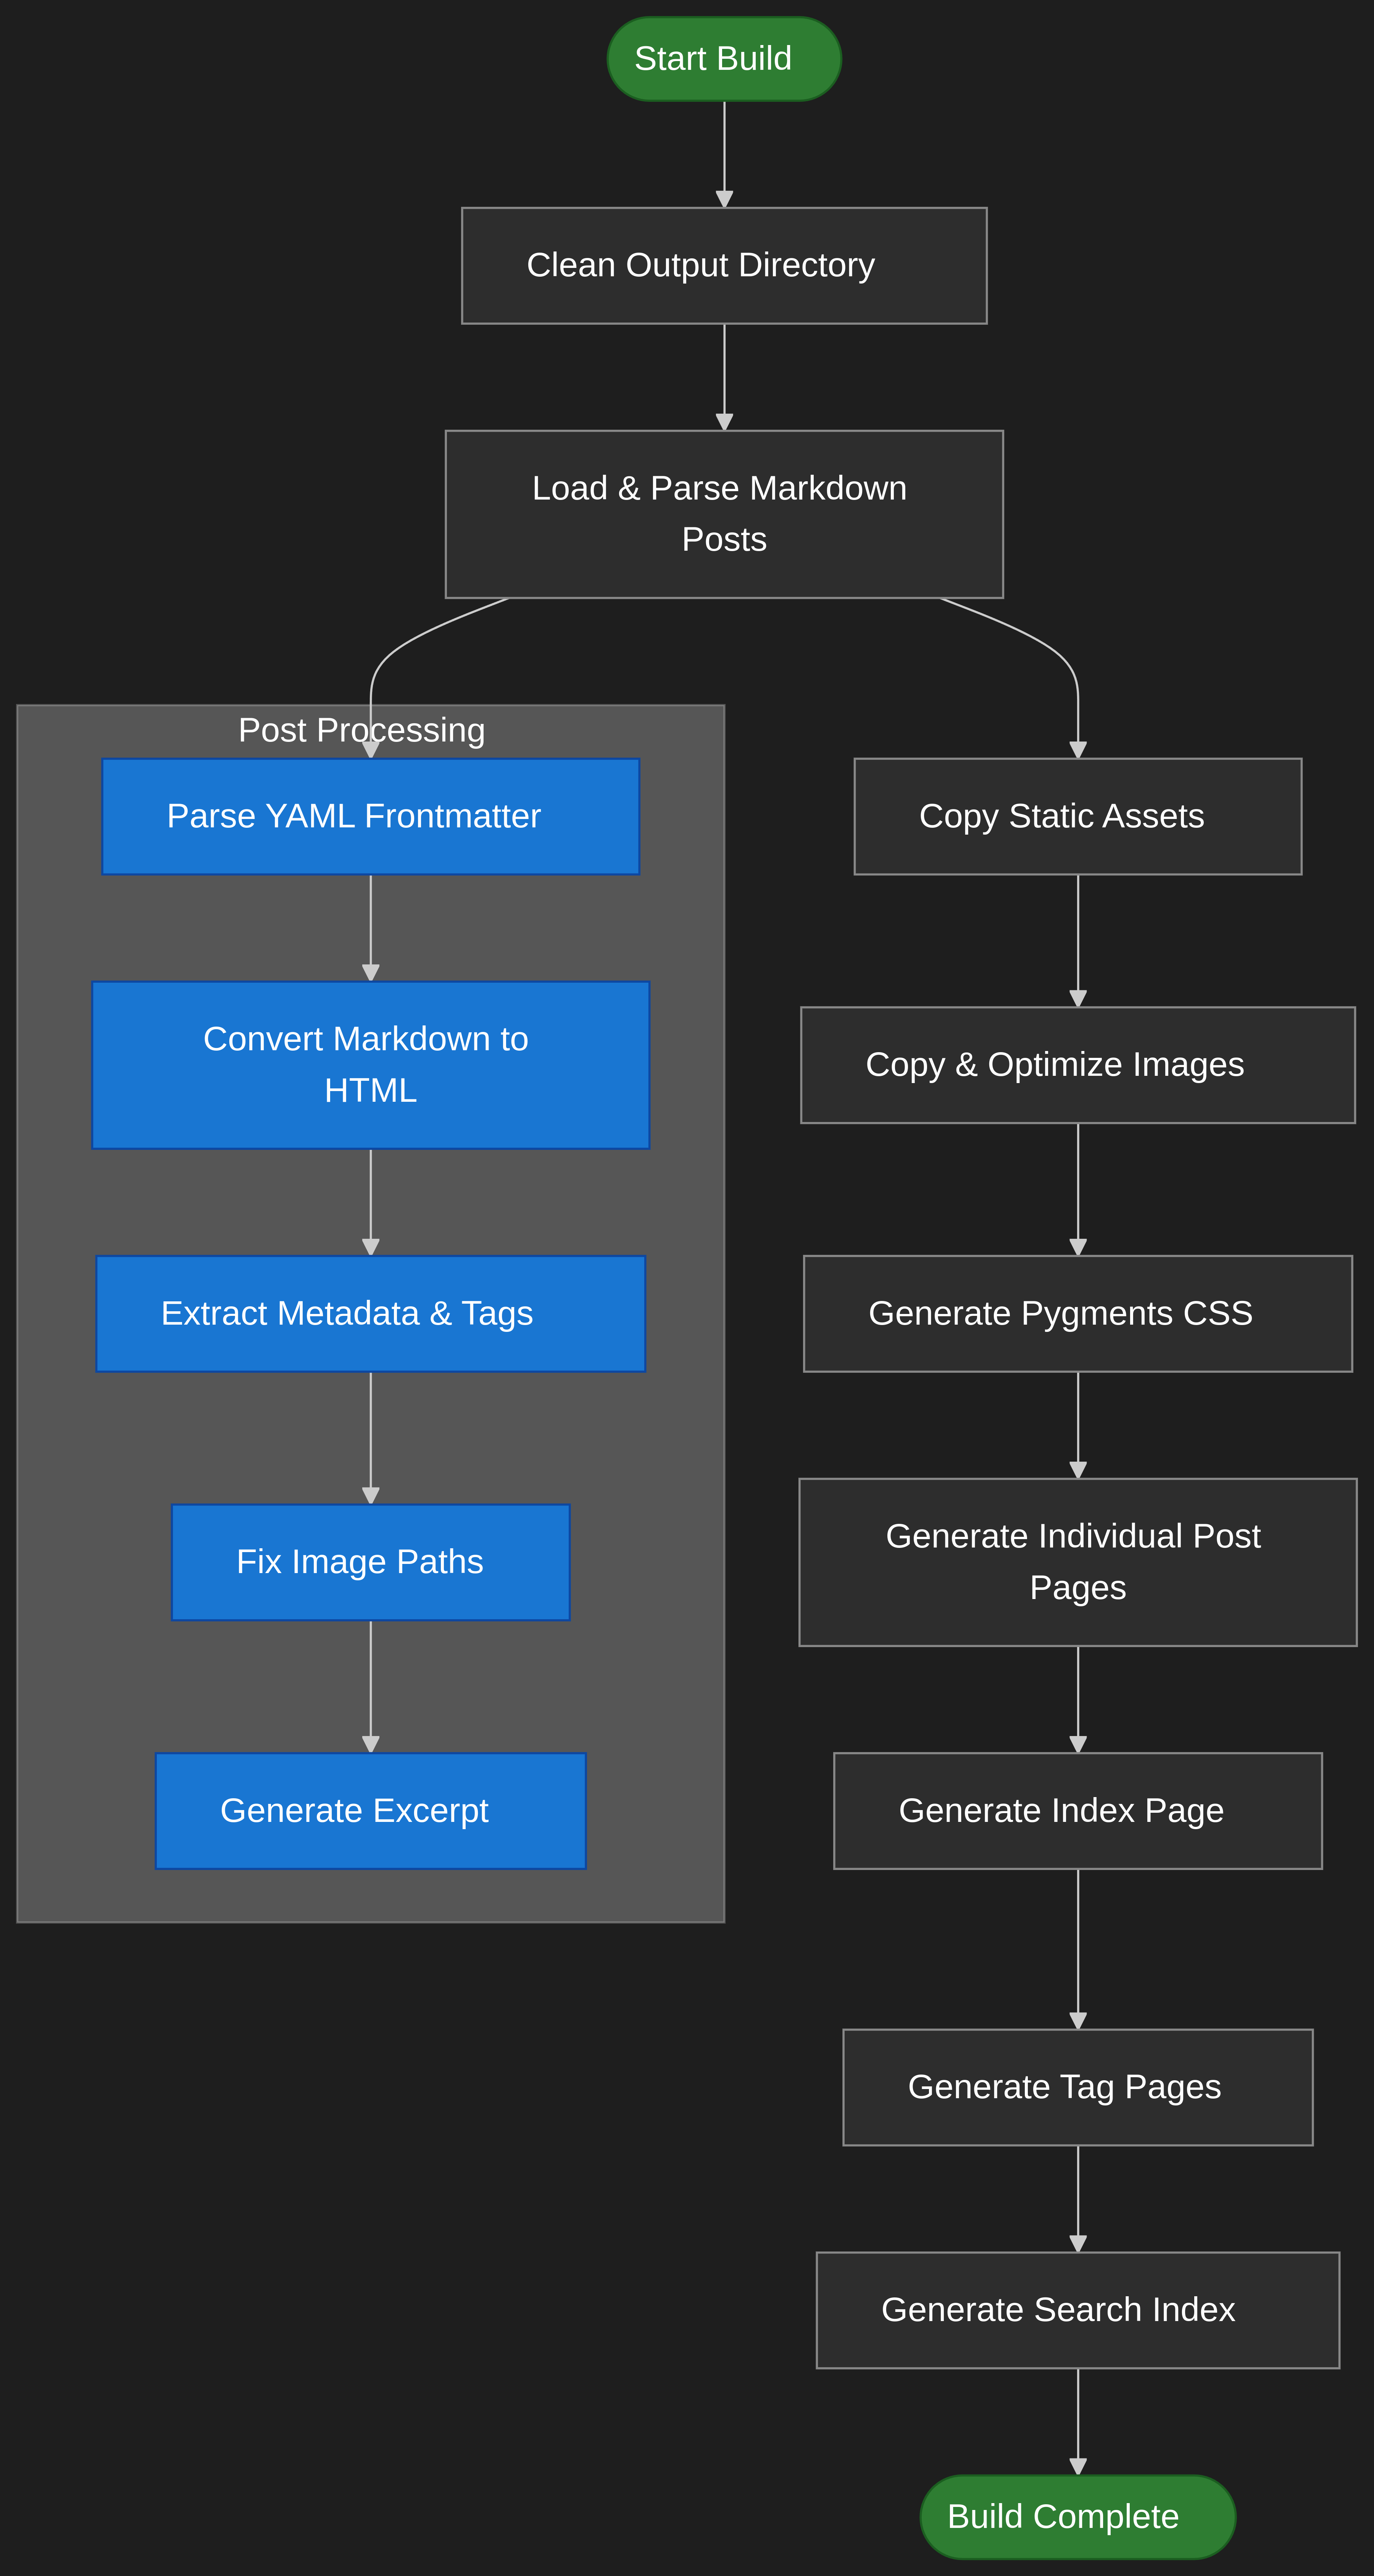 Start Build
Clean Output Directory
Load & Parse Markdown
Posts
Post Processing
Parse YAML Frontmatter
Convert Markdown to
HTML
Extract Metadata & Tags
Fix Image Paths
Generate Excerpt
Copy Static Assets
Copy & Optimize Images
Generate Pygments CSS
Generate Individual Post
Pages
Generate Index Page
Generate Tag Pages
Generate Search Index
Build Complete